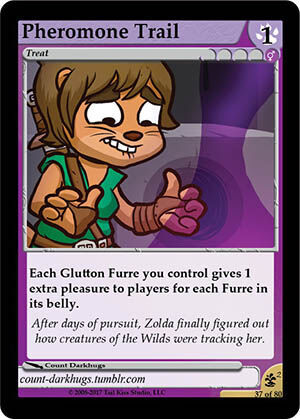 Pheromone Trail
1
Treat
Each Glutton Furre you control gives 1
extra pleasure to players for each Furre in
its belly.
After days of pursuit, Zolda finally figured out
how creatures of the Wilds were tracking her.
Count Darkhugs
count-darkhugs.tumblr.com
© 2005-2017 Tail Kiss Studio, LLC
37 of 80
2